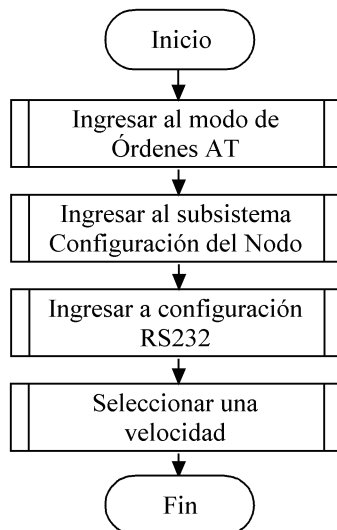 Inicio
Ingresar al modo de
Órdenes AT
Ingresar al subsistema
Configuración del Nodo
Ingresar a configuración
RS232
Seleccionar una
velocidad
Fin